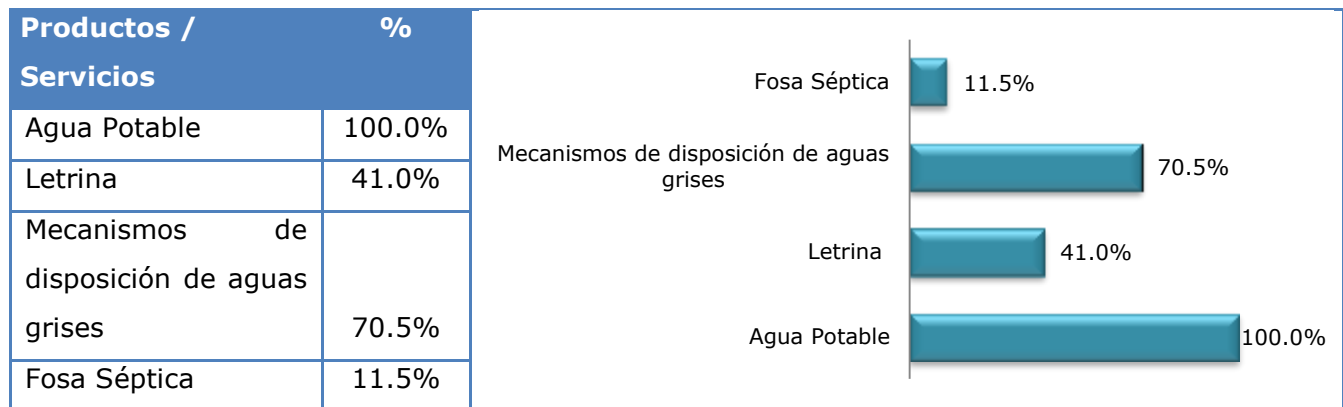 Productos / %
Servicios
Agua Potable 100.0%
Letrina 41.0%
Mecanismos de
disposición de aguas
grises 70.5%
Fosa Séptica 11.5%
Fosa Séptica 11.5%
Mecanismos de disposición de aguas
grises
70.5%
Letrina 41.0%
Agua Potable 100.0%